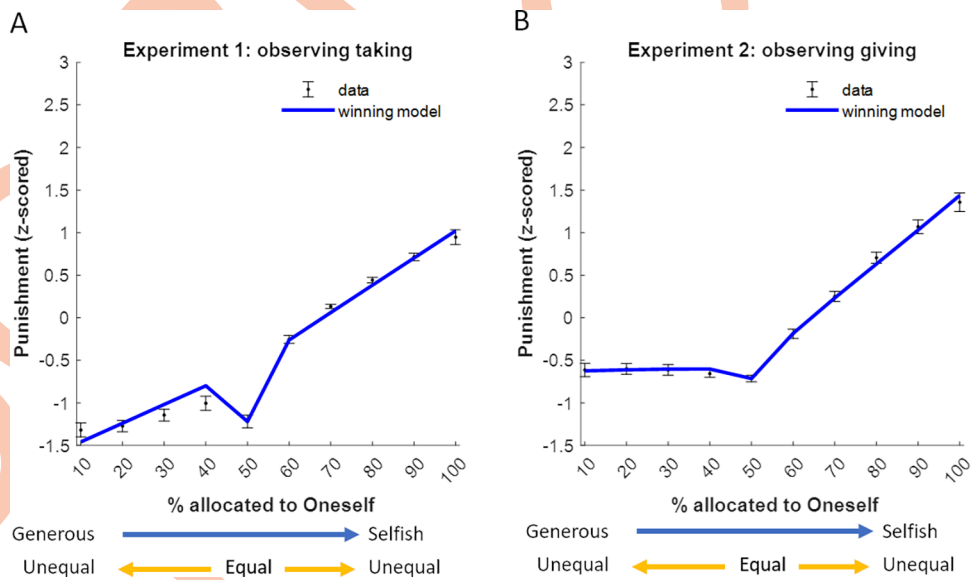 A
Experiment 1: observing taking
3
2.5
2
1.5
1
0.5
0
-0.5
-1
-1.5
Punishment (z-scored)
data
winning model
10 20 30 40 50 60 70 80 90 100
% allocated to Oneself
Generous Selfish
Unequal Equal Unequal
B
Experiment 2: observing giving
3
2.5
2
1.5
1
0.5
0
-0.5
-1
-1.5
Punishment (z-scored)
data
winning model
10 20 30 40 50 60 70 80 90 100
% allocated to Oneself
Generous Selfish
Unequal Equal Unequal